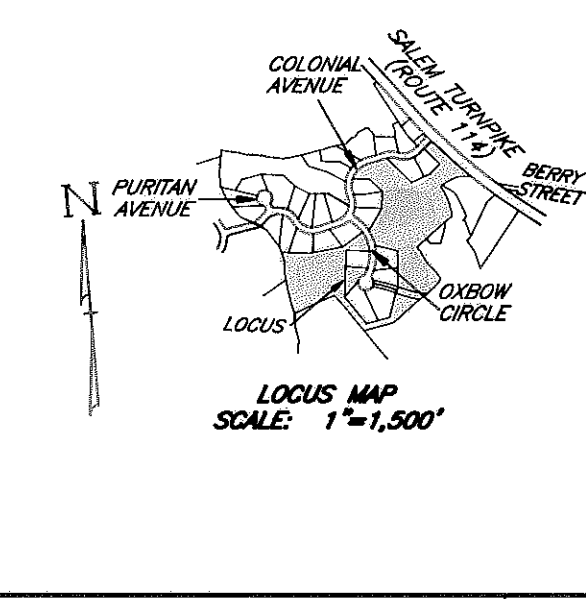 SALEM TURNPIKE
(ROUTE 114)
COLONIAL
AVENUE
BERRY
STREET
PURITAN
AVENUE
N
OXBOW
CIRCLE
LOCUS
LOCUS MAP
SCALE: 1"=1,500'